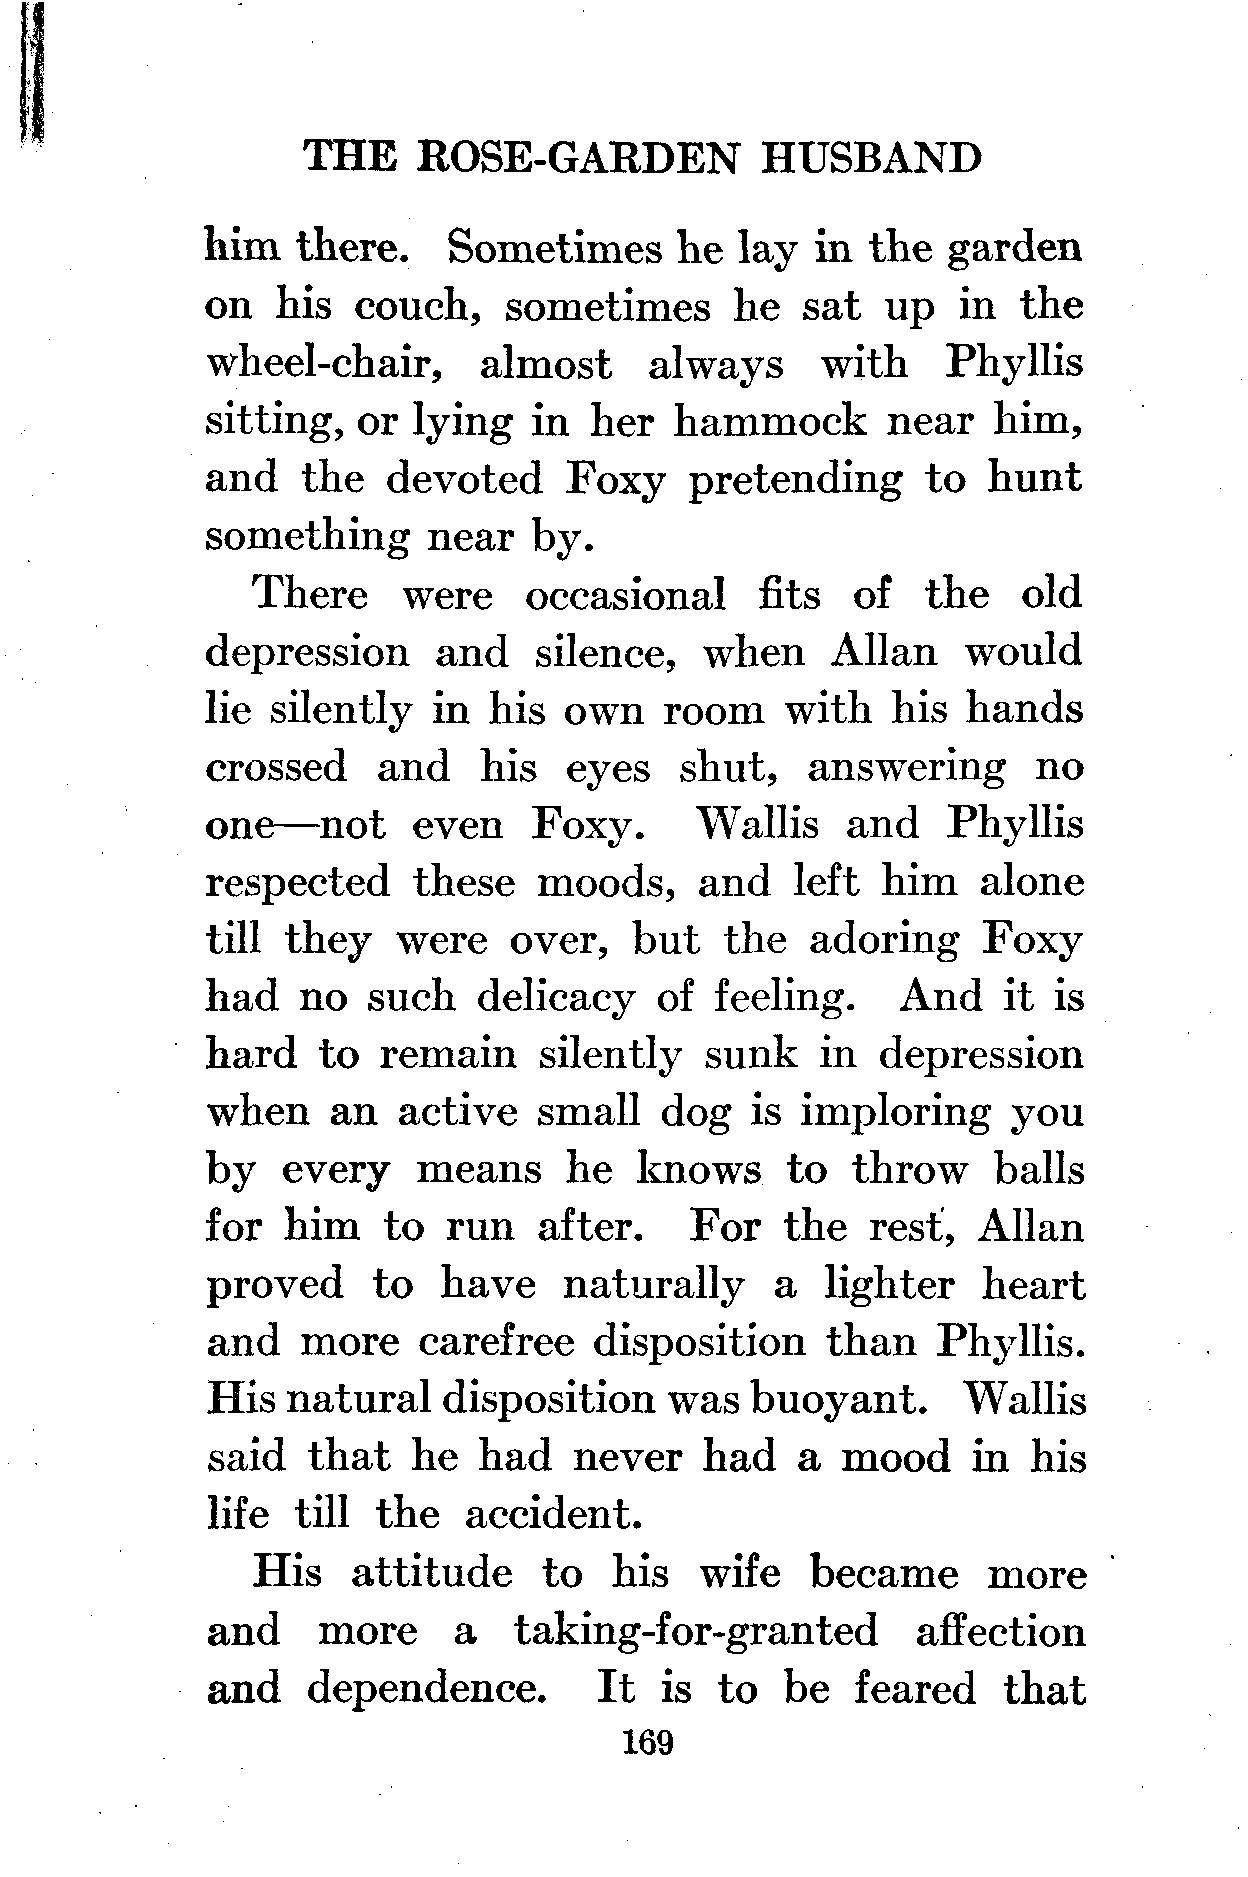 THE ROSE-GARDEN HUSBAND
him there. Sometimes he lay in the garden
on his couch, sometimes he sat up in the
wheel-chair, almost always with Phyllis
sitting, or lying in her hammock near him,
and the devoted Foxy pretending to hunt
something near by.
There were occasional fits of the old
depression and silence, when Allan would
lie silently in his own room with his hands
crossed and his eyes shut, answering no
one—not even Foxy. Wallis and Phyllis
respected these moods, and left him alone
till they were over, but the adoring Foxy
had no such delicacy of feeling. And it is
hard to remain silently sunk in depression
when an active small dog is imploring you
by every means he knows to throw balls
for him to run after. For the rest, Allan
proved to have naturally a lighter heart
and more carefree disposition than Phyllis.
His natural disposition was buoyant. Wallis
said that he had never had a mood in his
life till the accident.
His attitude to his wife became more
and more a taking-for-granted affection
and dependence. It is to be feared that
169